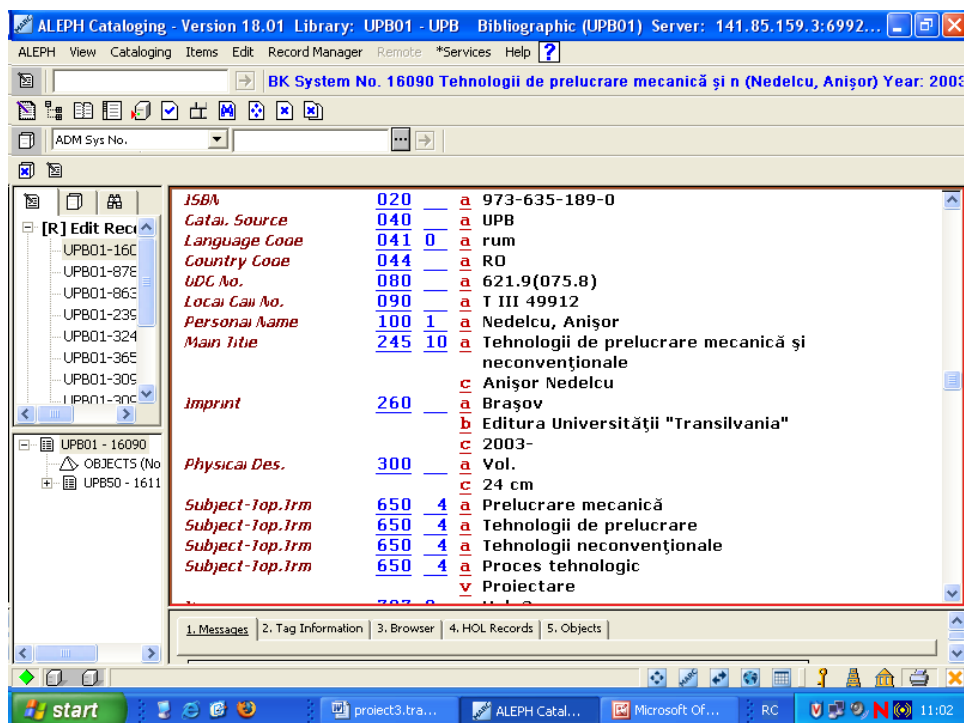 ALEPH Cataloging - Version 18.01 Library: UPB01 - UPB Bibliographic (UPB01) Server: 141.85.159.3:6992...
ALEPH View Cataloging Items Edit Record Manager Remote *Services Help ?
BK System No. 16090 Tehnologii de prelucrare mecanică și n (Nedelcu, Anişor) Year: 2003
ADM Sys No.
[R] Edit Rec
UPB01-160
UPB01-878
UPB01-863
UPB01-239
UPB01-324
UPB01-365
UPB01-309
UPB01-309
UPB01 - 16090
OBJECTS (No
UPB50 - 1611
ISBN 020 a 973-635-189-0
Catal. Source 040 a UPB
Language Code 041 0 a rum
Country Code 044 a RO
UDC No. 080 a 621.9(075.8)
Local Call No. 090 a T III 49912
Personal Name 100 1 a Nedelcu, Anişor
Main Title 245 10 a Tehnologii de prelucrare mecanică şi
neconvenţionale
c Anişor Nedelcu
Imprint 260 a Braşov
b Editura Universităţii "Transilvania"
c 2003-
Physical Des. 300 a Vol.
c 24 cm
Subject-Top.Trm 650 4 a Prelucrare mecanică
Subject-Top.Trm 650 4 a Tehnologii de prelucrare
Subject-Top.Trm 650 4 a Tehnologii neconvenţionale
Subject-Top.Trm 650 4 a Proces tehnologic
v Proiectare
1. Messages 2. Tag Information 3. Browser 4. HOL Records 5. Objects
start proiect3.tra... ALEPH Catal... Microsoft Of... RC 11:02